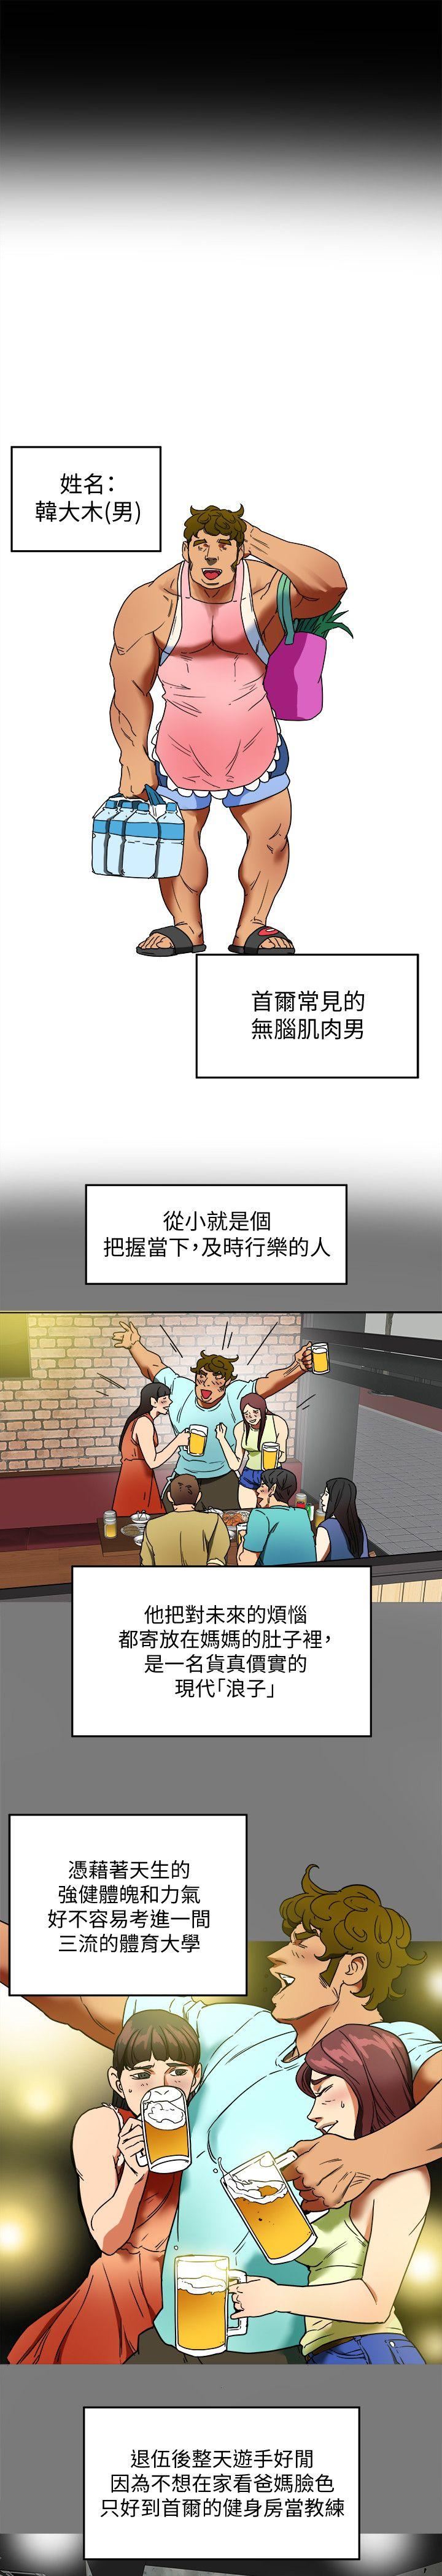 姓名：
韓大木(男)
首爾常見的
無腦肌肉男
從小就是個
把握當下，及時行樂的人
他把對未來的煩惱
都寄放在媽媽的肚子裡，
是一名貨真價實的
現代「浪子」
憑藉著天生的
強健體魄和力氣
好不容易考進一間
三流的體育大學
退伍後整天遊手好閒
因為不想在家看爸媽臉色
只好到首爾的健身房當教練